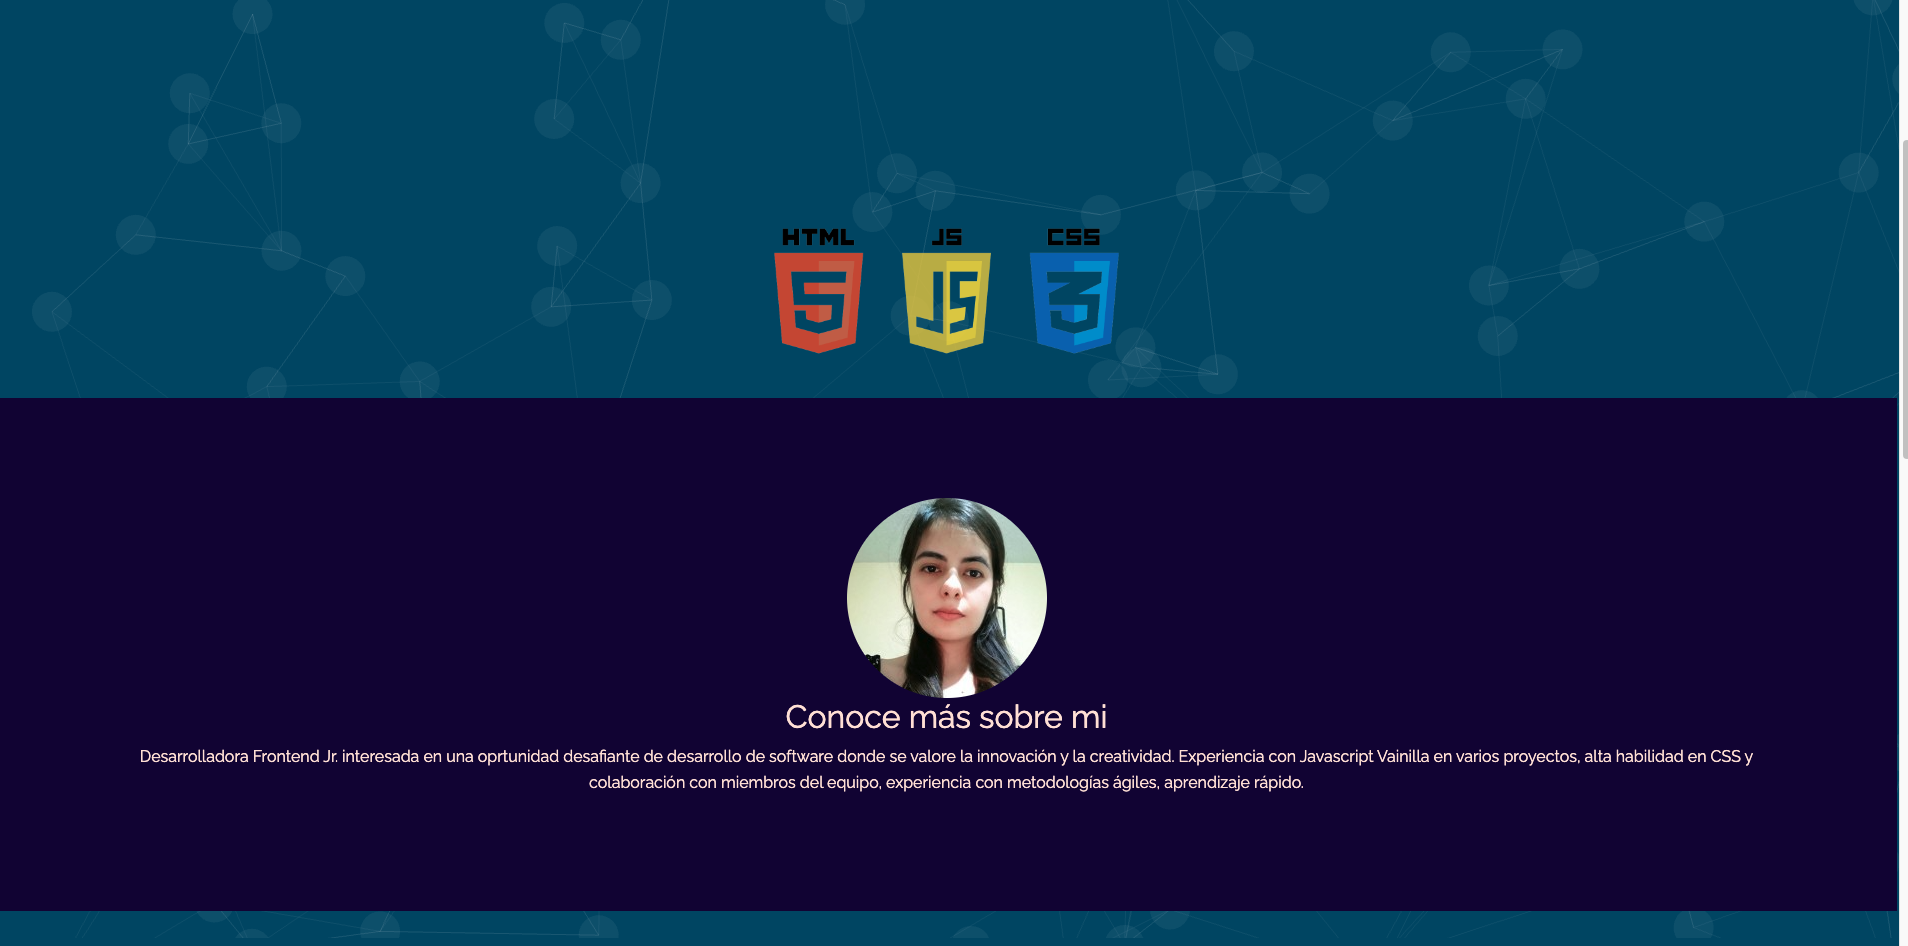 HTML JS CSS
5 JS 3
Conoce más sobre mi
Desarrolladora Frontend Jr. interesada en una oprtunidad desafiante de desarrollo de software donde se valore la innovación y la creatividad. Experiencia con Javascript Vainilla en varios proyectos, alta habilidad en CSS y
colaboración con miembros del equipo, experiencia con metodologías ágiles, aprendizaje rápido.